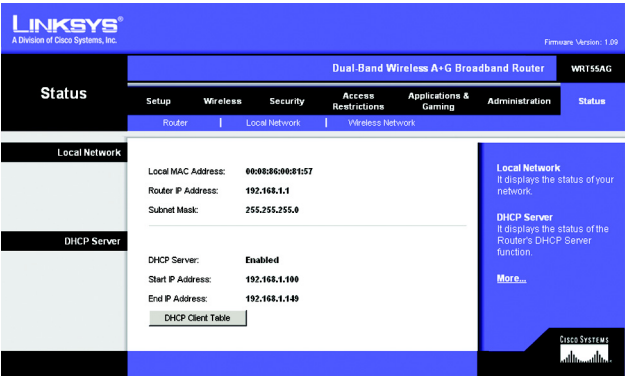 LINKSYS®
A Division of Cisco Systems, Inc.
Firmware Version: 1.09
Dual-Band Wireless A+G Broadband Router WRT55AG
Status
Setup Wireless Security Access Restrictions Applications & Gaming Administration Status
Router | Local Network | Wireless Network
Local Network
Local MAC Address: 00:08:86:00:81:57
Router IP Address: 192.168.1.1
Subnet Mask: 255.255.255.0
DHCP Server
DHCP Server: Enabled
Start IP Address: 192.168.1.100
End IP Address: 192.168.1.149
DHCP Client Table
Local Network
It displays the status of your
network.
DHCP Server
It displays the status of the
Router's DHCP Server
function.
More...
CISCO SYSTEMS